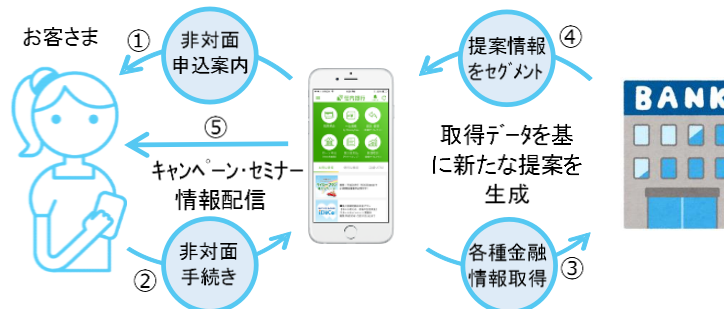 お客さま
①
非対面
申込案内
提案情報
をセグメント
④
BANK
⑤
キャンペーン・セミナー
情報配信
取得データを基
に新たな提案を
生成
②
非対面
手続き
各種金融
情報取得
③